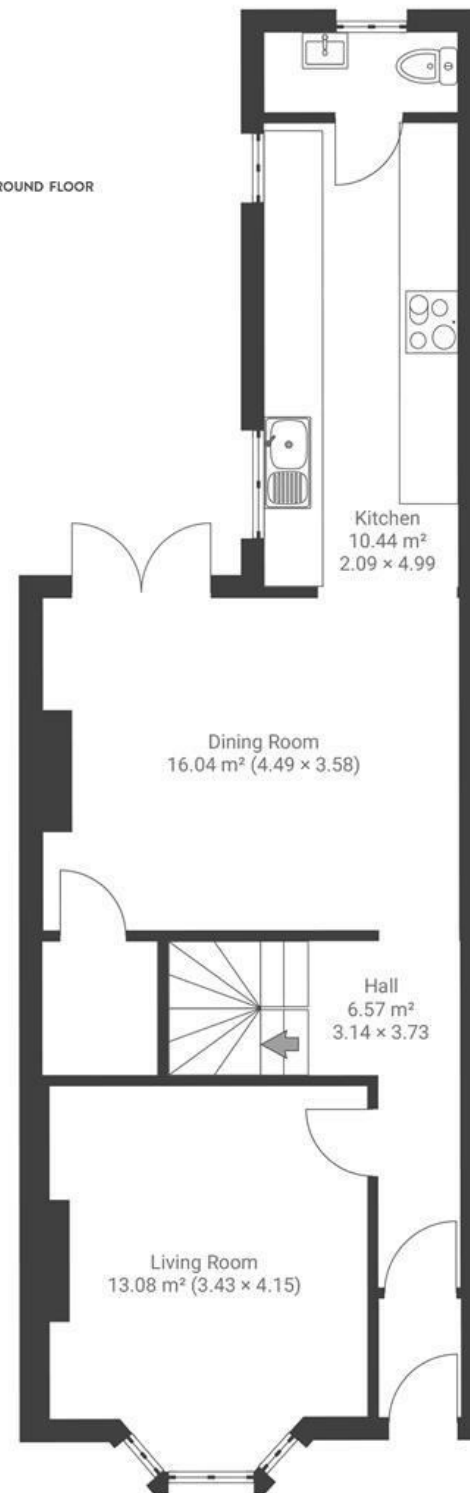 ROUND FLOOR
Kitchen
10.44 m²
2.09 × 4.99
Dining Room
16.04 m² (4.49 × 3.58)
Hall
6.57 m²
3.14 × 3.73
Living Room
13.08 m² (3.43 × 4.15)